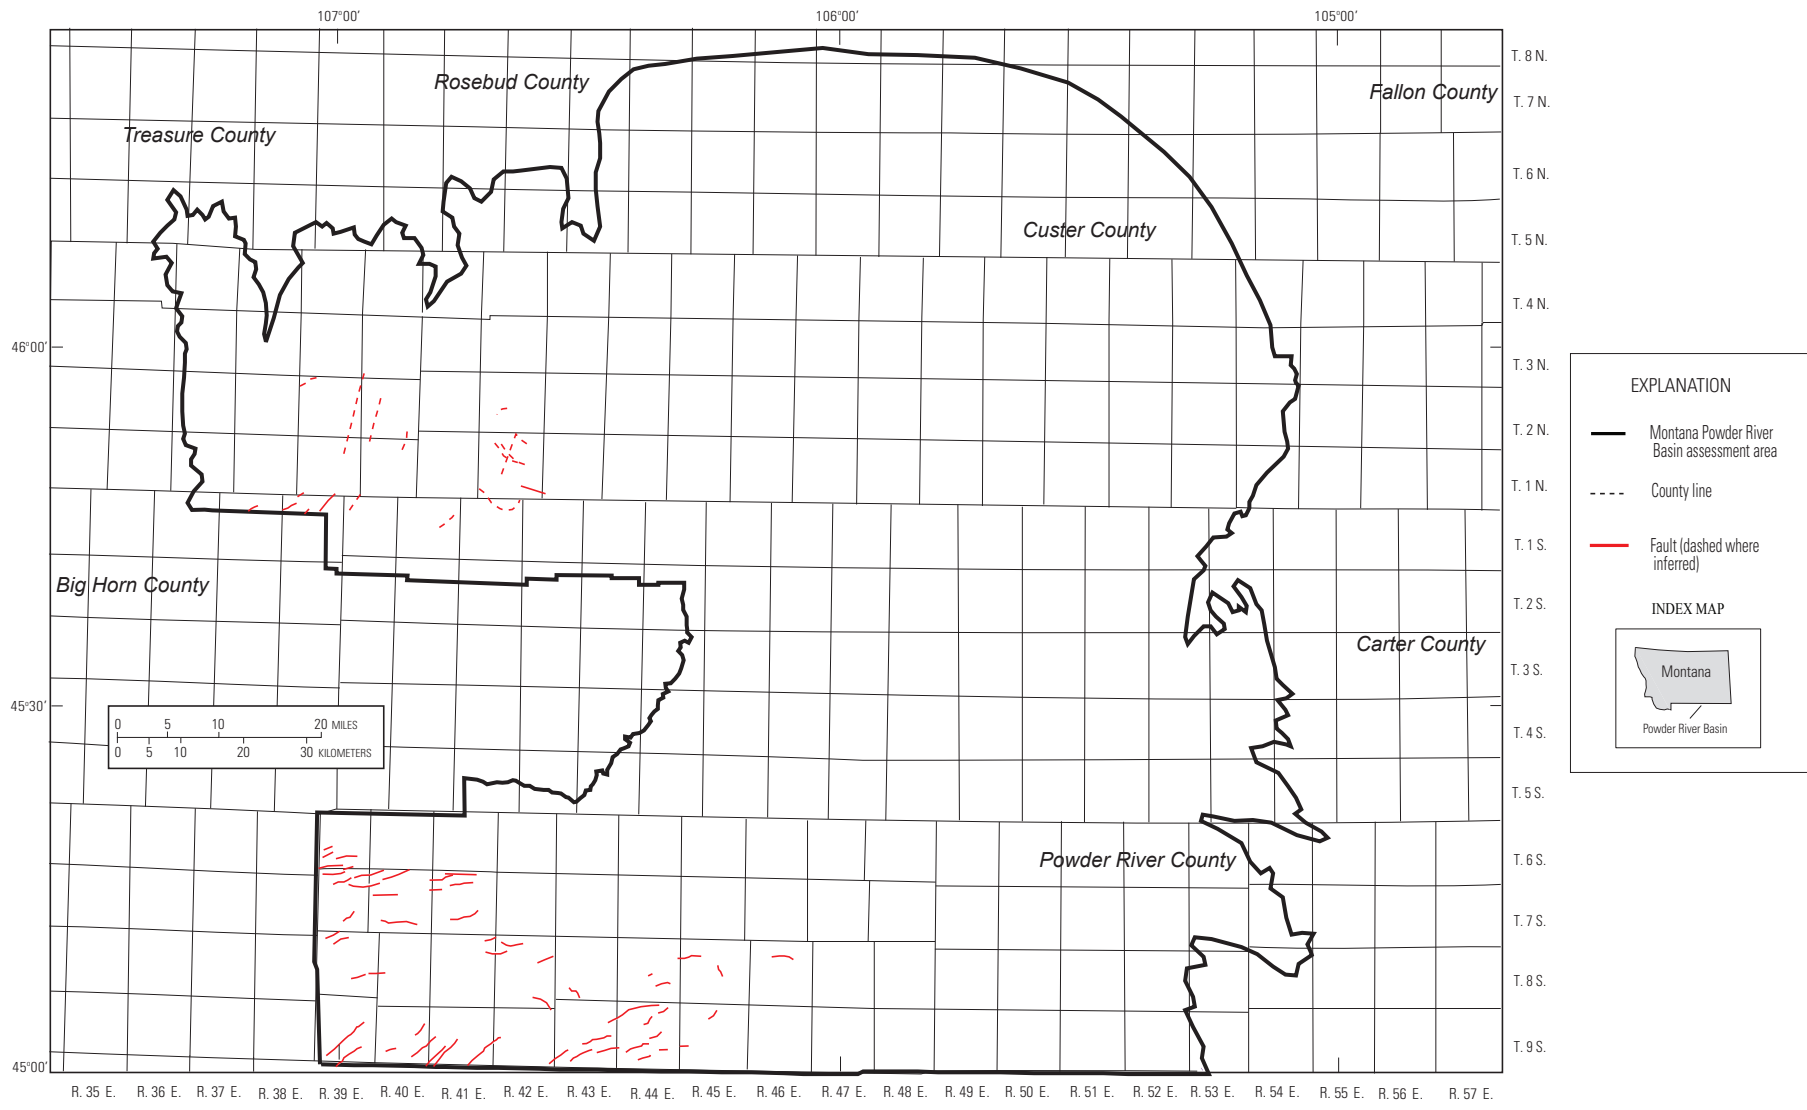 107°00' 106°00' 105°00'
T. 8 N.
Rosebud County
Fallon County
T. 7 N.
Treasure County
T. 6 N.
Custer County
T. 5 N.
T. 4 N.
46°00'
T. 3 N.
EXPLANATION
T. 2 N.
Montana Powder River
Basin assessment area
T. 1 N.
County line
T. 1 S.
Fault (dashed where
inferred)
Big Horn County
T. 2 S.
INDEX MAP
Carter County
T. 3 S.
Montana
45°30'
0 5 10 20 MILES
T. 4 S.
Powder River Basin
0 5 10 20 30 KILOMETERS
T. 5 S.
Powder River County
T. 6 S.
T. 7 S.
T. 8 S.
T. 9 S.
45°00'
R. 35 E. R. 36 E. R. 37 E. R. 38 E. R. 39 E. R. 40 E. R. 41 E. R. 42 E. R. 43 E. R. 44 E. R. 45 E. R. 46 E. R. 47 E. R. 48 E. R. 49 E. R. 50 E. R. 51 E. R. 52 E. R. 53 E. R. 54 E. R. 55 E. R. 56 E. R. 57 E.